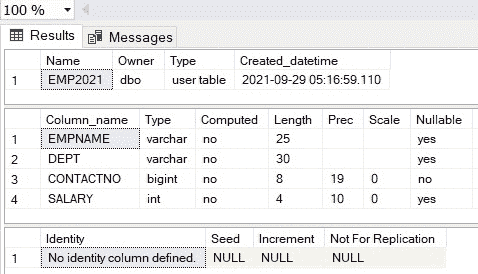 100 %
Results Messages
Name Owner Type Created_datetime
1 EMP2021 dbo user table 2021-09-29 05:16:59.110
Column_name Type Computed Length Prec Scale Nullable
1 EMPNAME varchar no 25 yes
2 DEPT varchar no 30 yes
3 CONTACTNO bigint no 8 19 0 no
4 SALARY int no 4 10 0 yes
Identity Seed Increment Not For Replication
1 No identity column defined. NULL NULL NULL